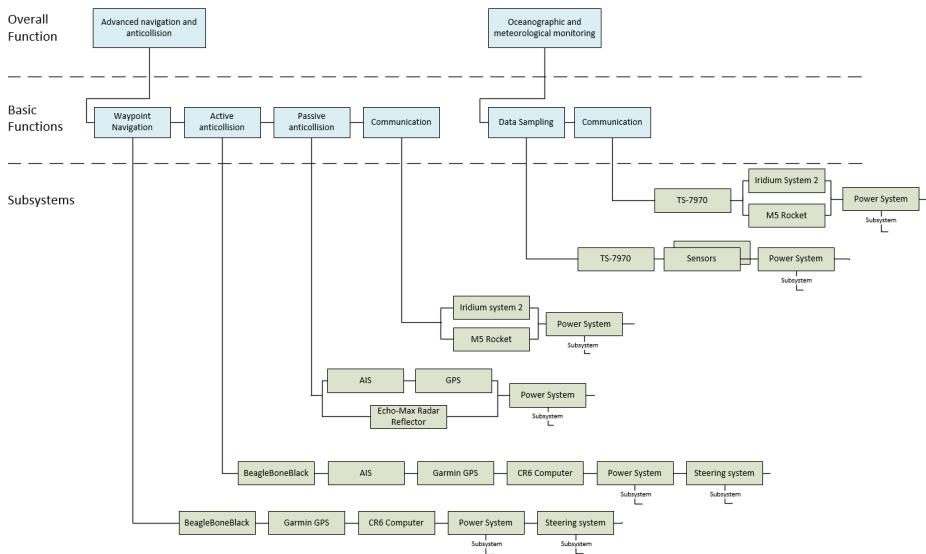 Overall
Function
Advanced navigation and
anticollision
Oceanographic and
meteorological monitoring
Basic
Functions
Waypoint
Navigation
Active
anticollision
Passive
anticollision
Communication
Data Sampling
Communication
Subsystems
TS-7970
Iridium System 2
M5 Rocket
Power System
Subsystem
TS-7970
Sensors
Power System
Subsystem
Iridium system 2
M5 Rocket
Power System
Subsystem
AIS
GPS
Echo-Max Radar
Reflector
Power System
Subsystem
BeagleBoneBlack
AIS
Garmin GPS
CR6 Computer
Power System
Steering system
Subsystem
Subsystem
BeagleBoneBlack
Garmin GPS
CR6 Computer
Power System
Steering system
Subsystem
Subsystem